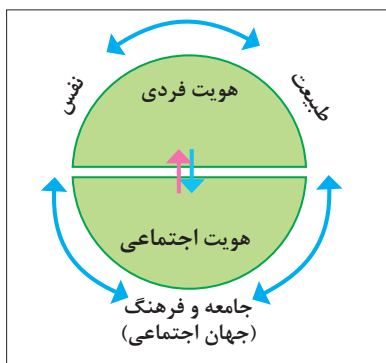 طبیعت
نفس
هویت فردی
هویت اجتماعی
جامعه و فرهنگ
(جهان اجتماعی)